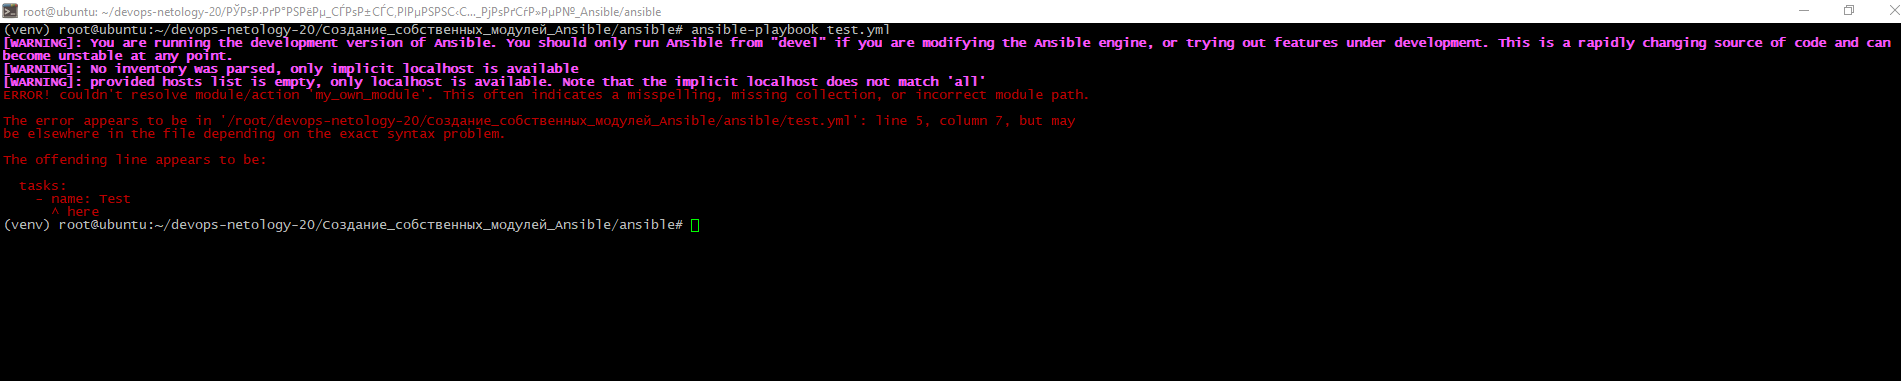 root@ubuntu: ~/devops-netology-20/РЎРѕР·РґР°РЅРёРµ_СЃРѕР±СЃС‚РІРµРЅРЅС‹С…_РјРѕРґСѓР»РµР№_Ansible/ansible
(venv) root@ubuntu:~/devops-netology-20/Создание_собственных_модулей_Ansible/ansible# ansible-playbook test.yml
[WARNING]: You are running the development version of Ansible. You should only run Ansible from "devel" if you are modifying the Ansible engine, or trying out features under development. This is a rapidly changing source of code and can
become unstable at any point.
[WARNING]: No inventory was parsed, only implicit localhost is available
[WARNING]: provided hosts list is empty, only localhost is available. Note that the implicit localhost does not match 'all'
ERROR! couldn't resolve module/action 'my_own_module'. This often indicates a misspelling, missing collection, or incorrect module path.
The error appears to be in '/root/devops-netology-20/Создание_собственных_модулей_Ansible/ansible/test.yml': line 5, column 7, but may
be elsewhere in the file depending on the exact syntax problem.
The offending line appears to be:
tasks:
- name: Test
^ here
(venv) root@ubuntu:~/devops-netology-20/Создание_собственных_модулей_Ansible/ansible#